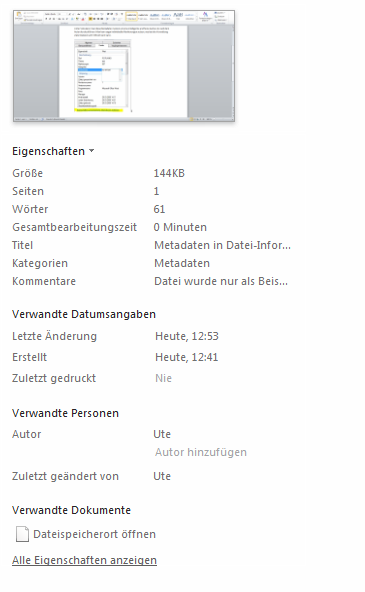 Eigenschaften
Größe 144KB
Seiten 1
Wörter 61
Gesamtbearbeitungszeit 0 Minuten
Titel Metadaten in Datei-Infor...
Kategorien Metadaten
Kommentare Datei wurde nur als Beis...
Verwandte Datumsangaben
Letzte Änderung Heute, 12:53
Erstellt Heute, 12:41
Zuletzt gedruckt Nie
Verwandte Personen
Autor Ute
Autor hinzufügen
Zuletzt geändert von Ute
Verwandte Dokumente
Dateispeicherort öffnen
Alle Eigenschaften anzeigen